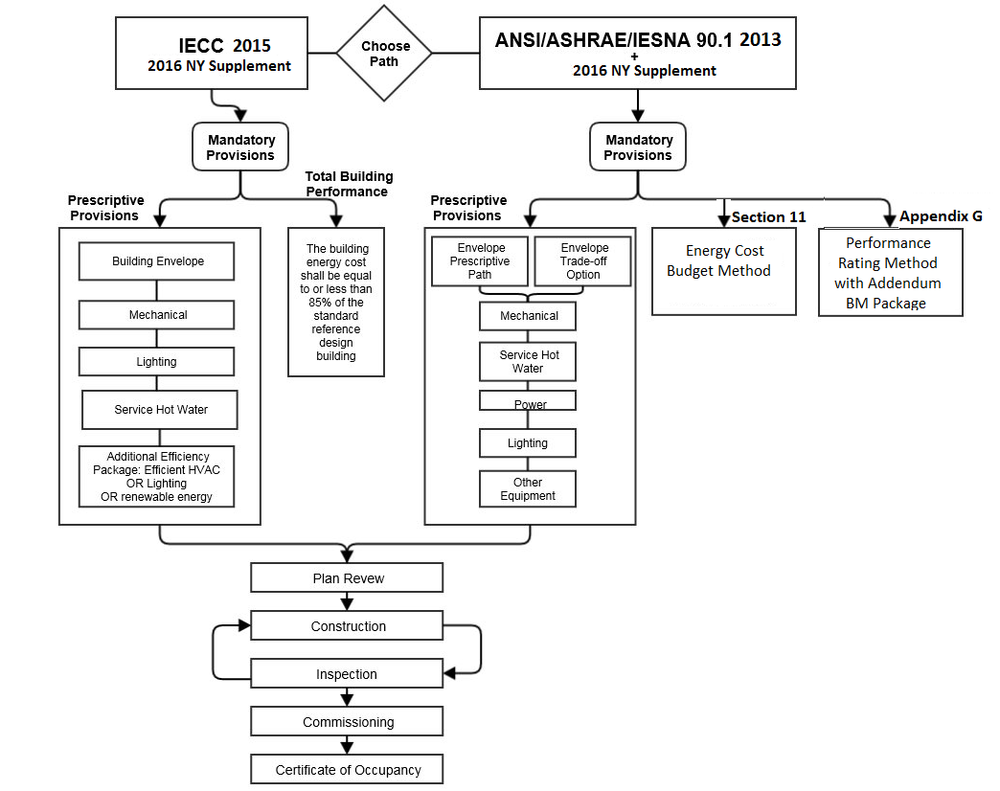 IECC 2015
2016 NY Supplement
Choose
Path
ANSI/ASHRAE/IESNA 90.1 2013
+
2016 NY Supplement
Mandatory
Provisions
Mandatory
Provisions
Prescriptive
Provisions
Total Building
Performance
Prescriptive
Provisions
Section 11
Appendix G
Building Envelope
Mechanical
Lighting
Service Hot Water
Additional Efficiency
Package: Efficient HVAC
OR Lighting
OR renewable energy
The building
energy cost
shall be equal
to or less than
85% of the
standard
reference
design
building
Envelope
Prescriptive
Path
Envelope
Trade-off
Option
Mechanical
Service Hot
Water
Power
Lighting
Other
Equipment
Energy Cost
Budget Method
Performance
Rating Method
with Addendum
BM Package
Plan Revew
Construction
Inspection
Commissioning
Certificate of Occupancy